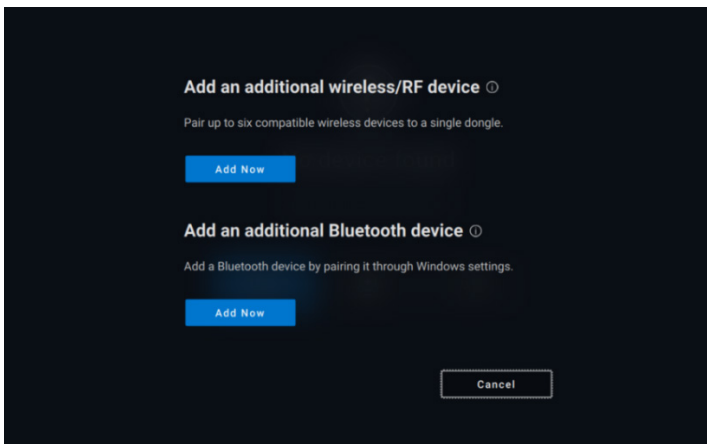 Add an additional wireless/RF device
Pair up to six compatible wireless devices to a single dongle.
Add Now
Add an additional Bluetooth device
Add a Bluetooth device by pairing it through Windows settings.
Add Now
Cancel